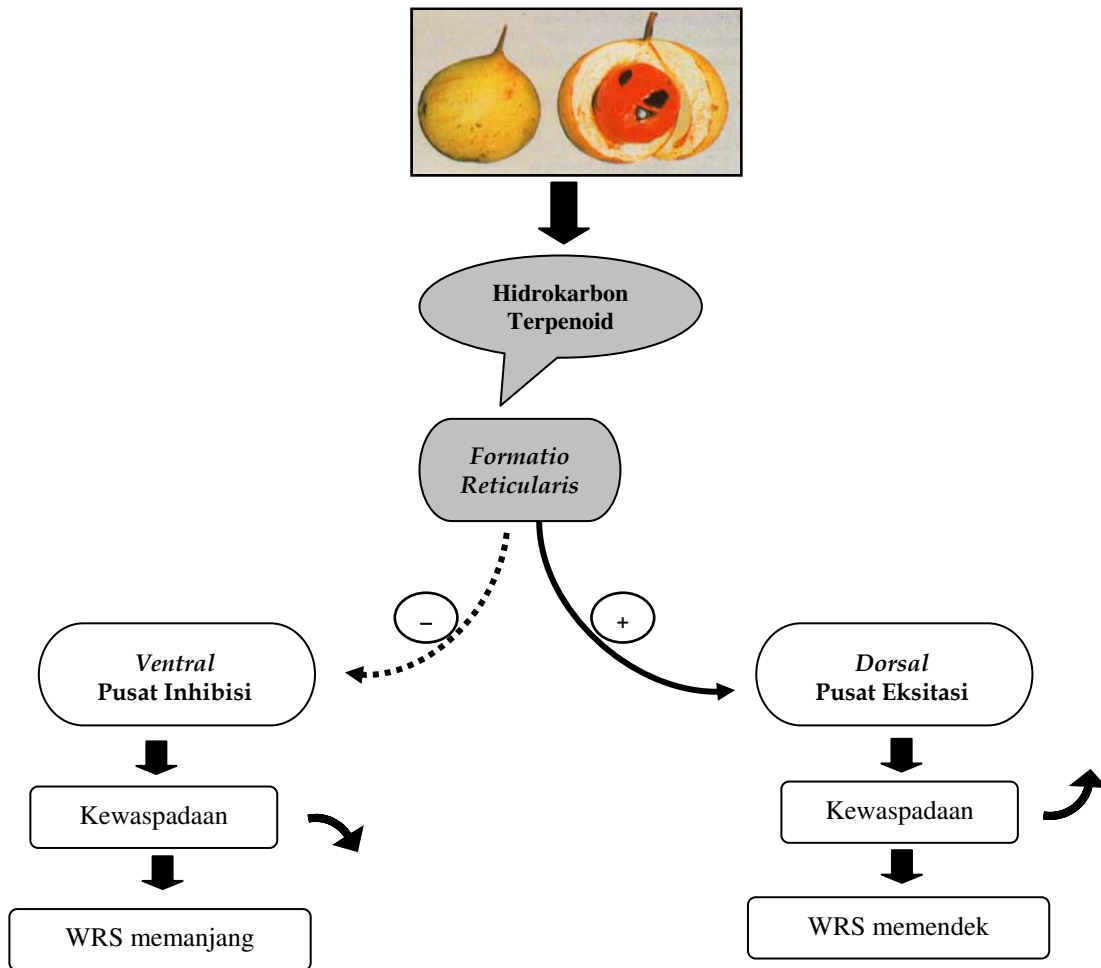 Hidrokarbon
Terpenoid
Formatio
Reticularis
–
+
Ventral
Pusat Inhibisi
Dorsal
Pusat Eksitasi
Kewaspadaan
Kewaspadaan
WRS memanjang
WRS memendek